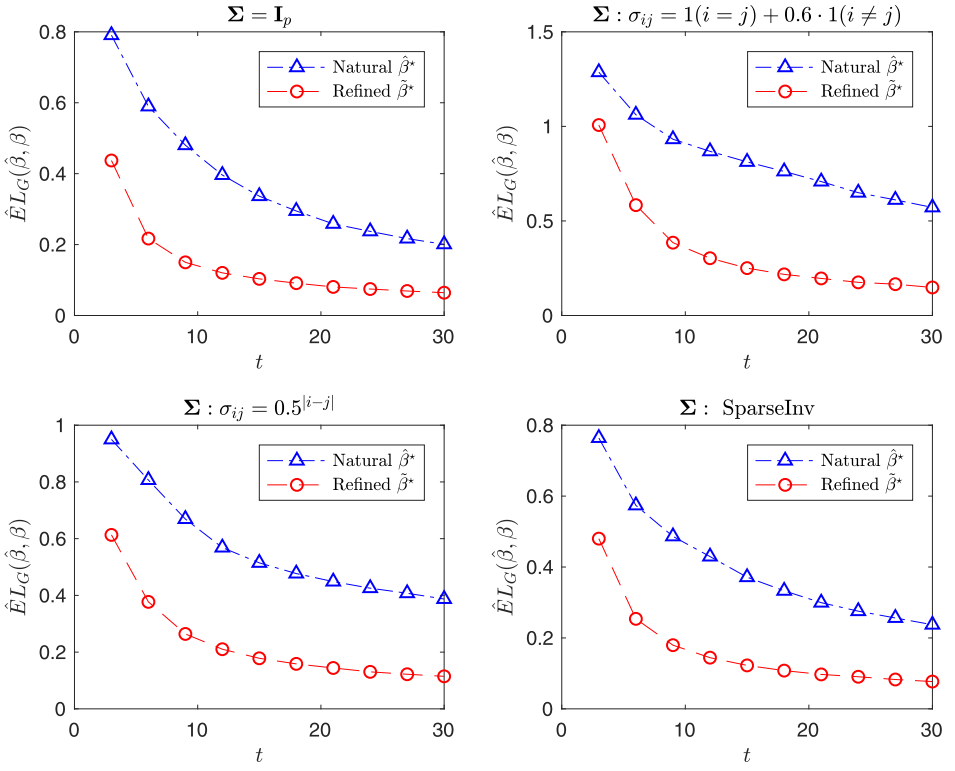 Σ = I_p
0.8
0.6
0.4
0.2
0
ÊL_G(β̂, β)
Natural β̂⋆
Refined β̃⋆
0 10 20 30
t
Σ : σ_ij = 1(i = j) + 0.6 · 1(i ≠ j)
1.5
1
0.5
0
ÊL_G(β̂, β)
Natural β̂⋆
Refined β̃⋆
0 10 20 30
t
Σ : σ_ij = 0.5^|i−j|
1
0.8
0.6
0.4
0.2
0
ÊL_G(β̂, β)
Natural β̂⋆
Refined β̃⋆
0 10 20 30
t
Σ : SparseInv
0.8
0.6
0.4
0.2
0
ÊL_G(β̂, β)
Natural β̂⋆
Refined β̃⋆
0 10 20 30
t